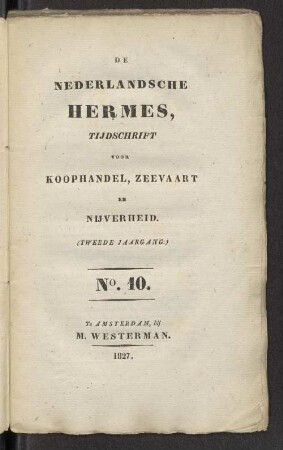 DE
NEDERLANDSCHE
HERMES,
TIJDSCHRIFT
VOOR
KOOPHANDEL, ZEEVAART
EN
NIJVERHEID.
(TWEEDE JAARGANG.)
No. 10.
Te AMSTERDAM, bij
M. WESTERMAN.
1827.